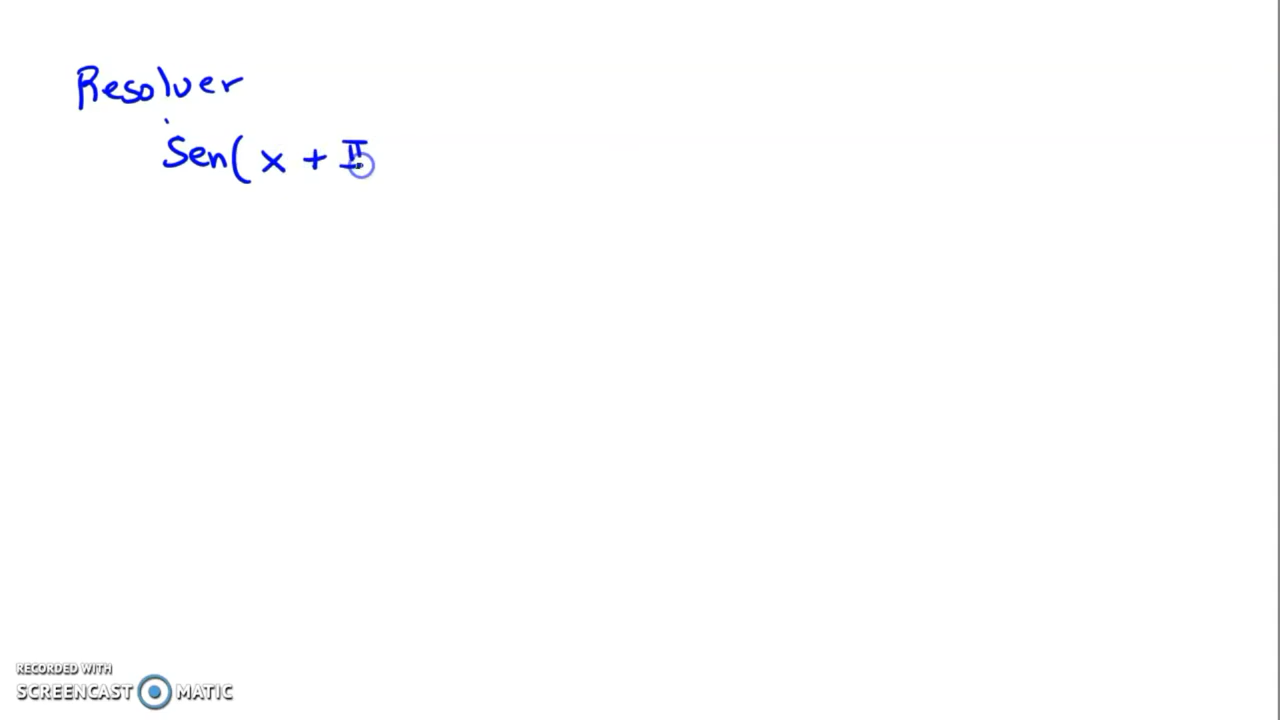 Resolver
Sen( x + π
RECORDED WITH
SCREENCAST MATIC